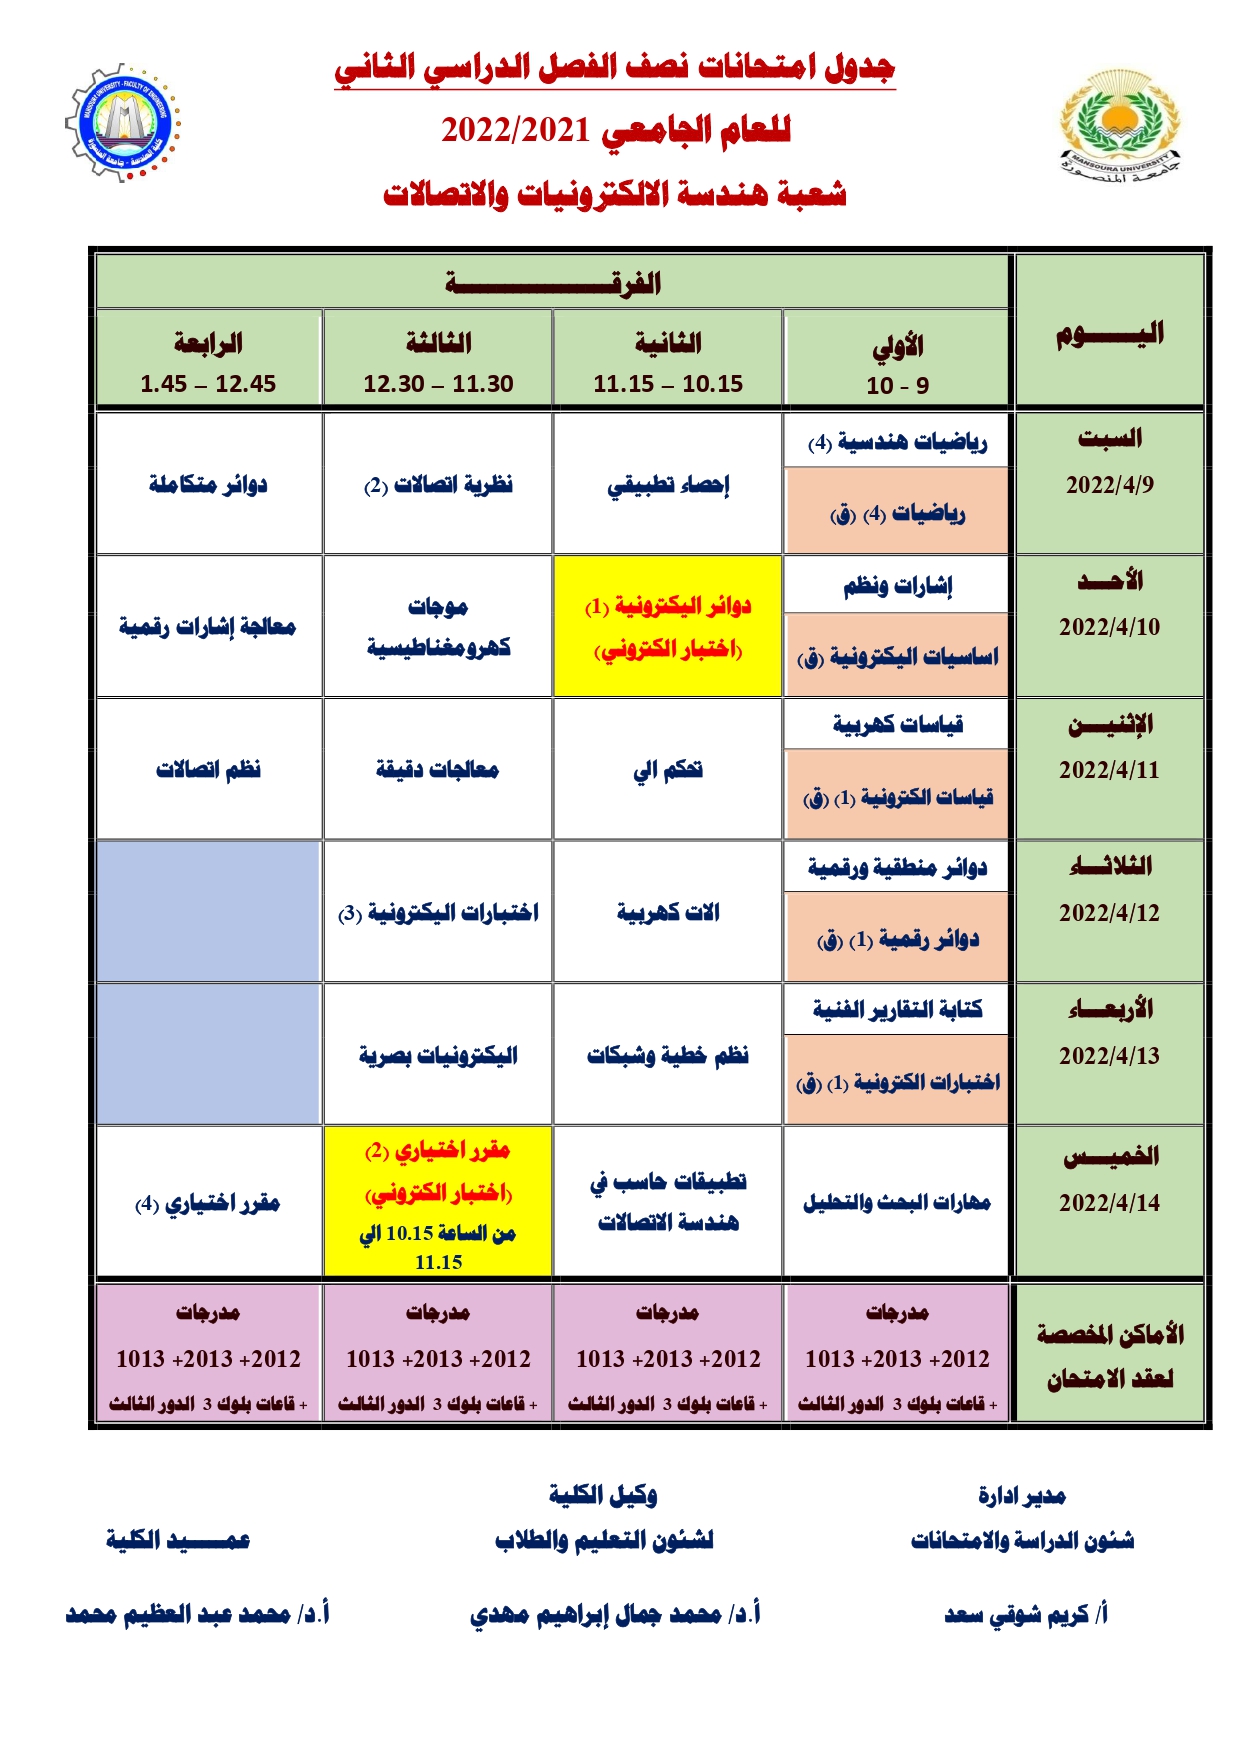 جدول امتحانات نصف الفصل الدراسي الثاني
للعام الجامعي 2022/2021
شعبة هندسة الالكترونيات والاتصالات
MANSOURA UNIVERSITY
جامعة المنصورة
MANSOURA UNIVERSITY - FACULTY OF ENGINEERING
كلية الهندسة - جامعة المنصورة
اليــــوم
الفرقــــــــــــة
الأولي
9 - 10
الثانية
10.15 – 11.15
الثالثة
11.30 – 12.30
الرابعة
12.45 – 1.45
السبت
2022/4/9
رياضيات هندسية (4)
رياضيات (4) (ق)
إحصاء تطبيقي
نظرية اتصالات (2)
دوائر متكاملة
الأحــد
2022/4/10
إشارات ونظم
اساسيات اليكترونية (ق)
دوائر اليكترونية (1)
(اختبار الكتروني)
موجات
كهرومغناطيسية
معالجة إشارات رقمية
الإثنيــن
2022/4/11
قياسات كهربية
قياسات الكترونية (1) (ق)
تحكم الي
معالجات دقيقة
نظم اتصالات
الثلاثــاء
2022/4/12
دوائر منطقية ورقمية
دوائر رقمية (1) (ق)
الات كهربية
اختبارات اليكترونية (3)
الأربعــاء
2022/4/13
كتابة التقارير الفنية
اختبارات الكترونية (1) (ق)
نظم خطية وشبكات
اليكترونيات بصرية
الخميــس
2022/4/14
مهارات البحث والتحليل
تطبيقات حاسب في
هندسة الاتصالات
مقرر اختياري (2)
(اختبار الكتروني)
من الساعة 10.15 الي
11.15
مقرر اختياري (4)
الأماكن المخصصة
لعقد الامتحان
مدرجات
2012+ 2013+ 1013
+ قاعات بلوك 3 الدور الثالث
مدرجات
2012+ 2013+ 1013
+ قاعات بلوك 3 الدور الثالث
مدرجات
2012+ 2013+ 1013
+ قاعات بلوك 3 الدور الثالث
مدرجات
2012+ 2013+ 1013
+ قاعات بلوك 3 الدور الثالث
مدير ادارة
شئون الدراسة والامتحانات
أ/ كريم شوقي سعد
وكيل الكلية
لشئون التعليم والطلاب
أ.د/ محمد جمال إبراهيم مهدي
عمــــيد الكلية
أ.د/ محمد عبد العظيم محمد